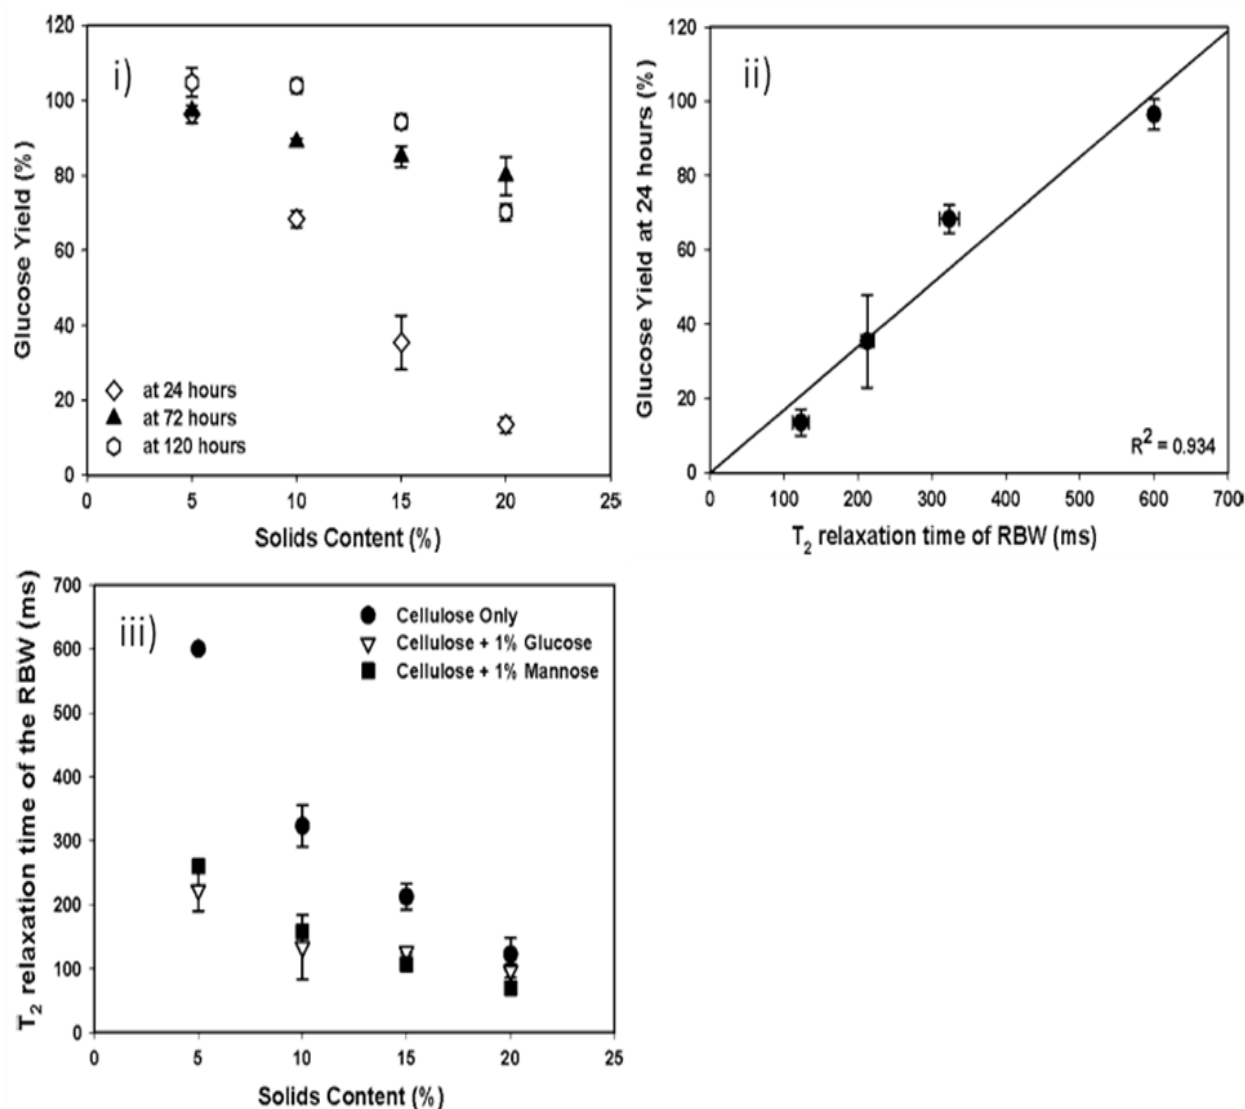 i)
Glucose Yield (%)
120
100
80
60
40
20
0
at 24 hours
at 72 hours
at 120 hours
0 5 10 15 20 25
Solids Content (%)
ii)
Glucose Yield at 24 hours (%)
120
100
80
60
40
20
0
R2 = 0.934
0 100 200 300 400 500 600 700
T2 relaxation time of RBW (ms)
iii)
T2 relaxation time of the RBW (ms)
700
600
500
400
300
200
100
0
Cellulose Only
Cellulose + 1% Glucose
Cellulose + 1% Mannose
0 5 10 15 20 25
Solids Content (%)